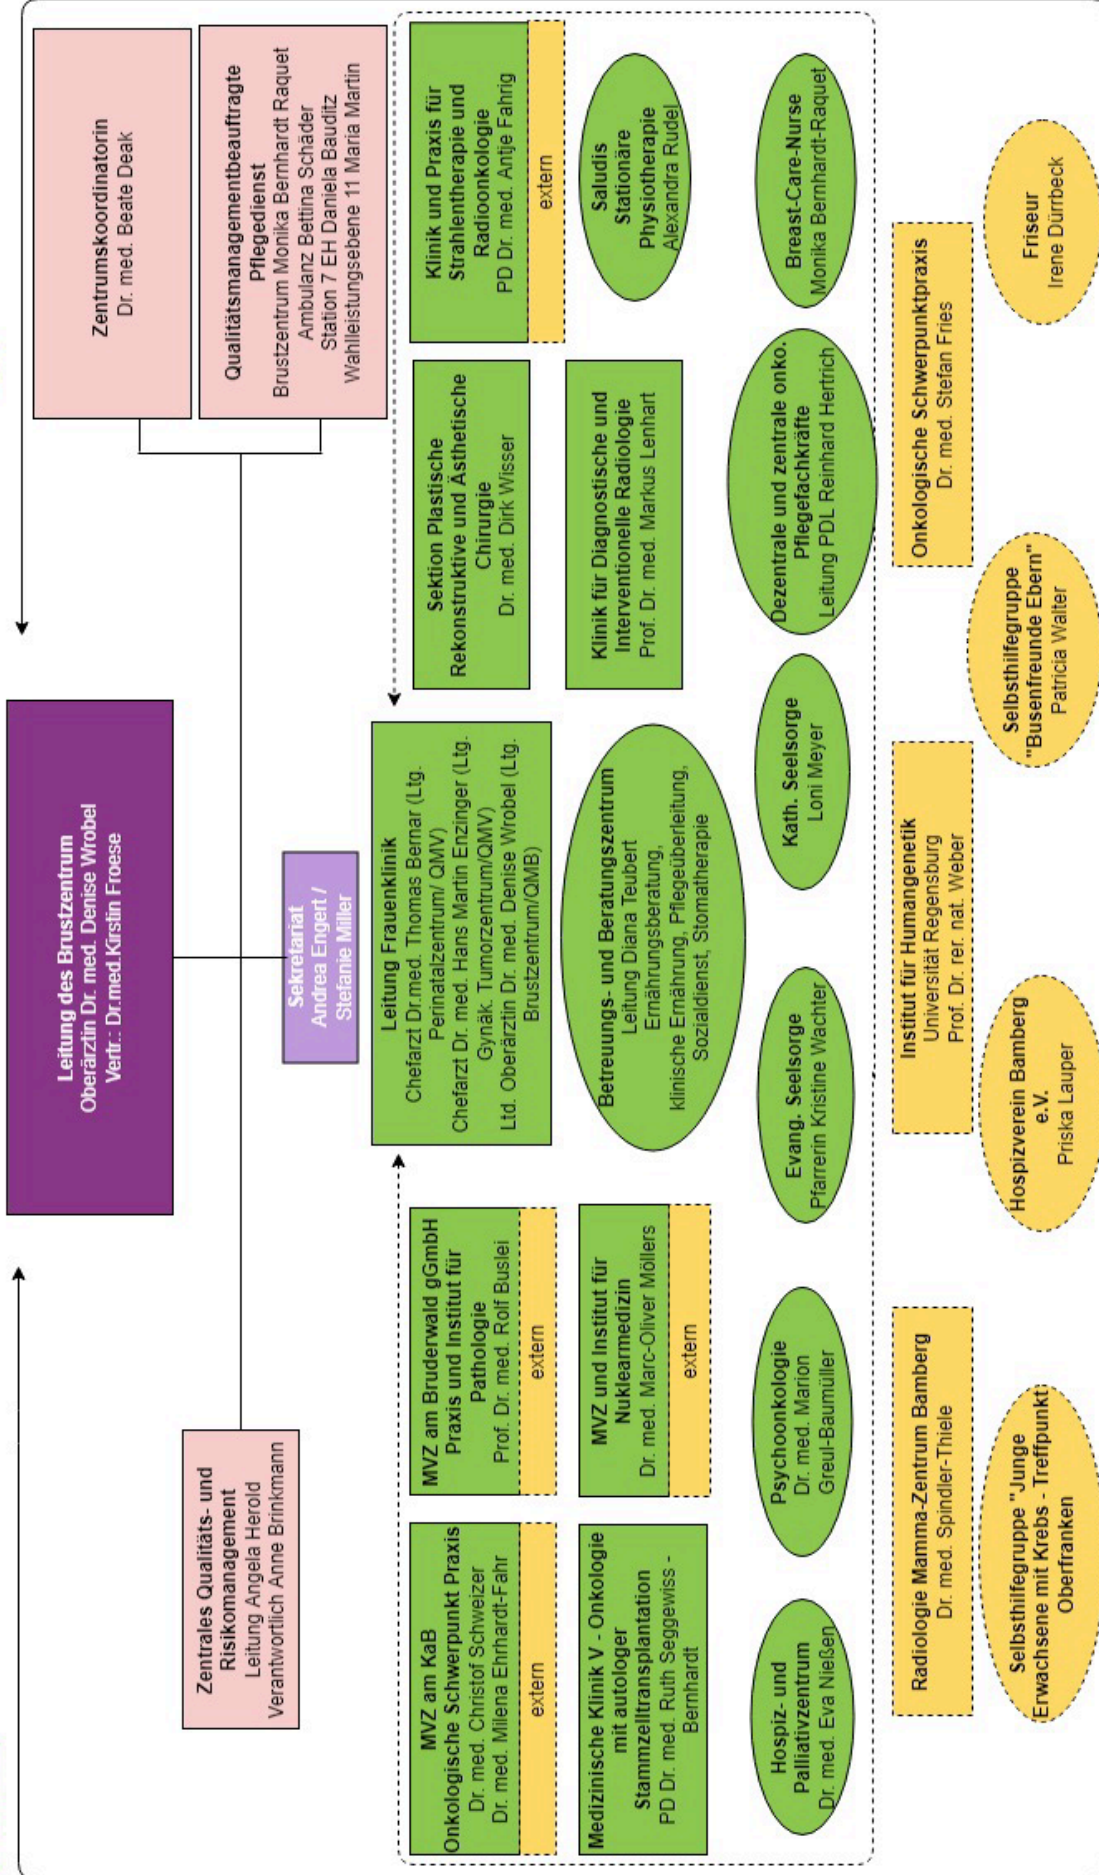 Leitung des Brustzentrum
Oberärztin Dr. med. Denise Wrobel
Vertr.: Dr.med.Kirstin Froese
Zentrumskoordinatorin
Dr. med. Beate Deak
Qualitätsmanagementbeauftragte
Pflegedienst
Brustzentrum Monika Bernhardt Raquet
Ambulanz Bettina Schäder
Station 7 EH Daniela Bauditz
Wahlleistungsebene 11 Maria Martin
Zentrales Qualitäts- und
Risikomanagement
Leitung Angela Herold
Verantwortlich Anne Brinkmann
Sekretariat
Andrea Engert /
Stefanie Miller
MVZ am KaB
Onkologische Schwerpunkt Praxis
Dr. med. Christof Schweizer
Dr. med. Milena Ehrhardt-Fahr
extern
MVZ am Bruderwald gGmbH
Praxis und Institut für
Pathologie
Prof. Dr. med. Rolf Buslei
extern
Leitung Frauenklinik
Chefarzt Dr.med. Thomas Bernar (Ltg.
Perinatalzentrum/ QMV)
Chefarzt Dr. med. Hans Martin Enzinger (Ltg.
Gynäk. Tumorzentrum/QMV)
Ltd. Oberärztin Dr. med. Denise Wrobel (Ltg.
Brustzentrum/QMB)
Sektion Plastische
Rekonstruktive und Ästhetische
Chirurgie
Dr. med. Dirk Wisser
Klinik und Praxis für
Strahlentherapie und
Radioonkologie
PD Dr. med. Antje Fahrig
extern
Medizinische Klinik V - Onkologie
mit autologer
Stammzelltransplantation
PD Dr. med. Ruth Seggewiss -
Bernhardt
MVZ und Institut für
Nuklearmedizin
Dr. med. Marc-Oliver Möllers
extern
Betreuungs- und Beratungszentrum
Leitung Diana Teubert
Ernährungsberatung,
klinische Ernährung, Pflegeüberleitung,
Sozialdienst, Stomatherapie
Klinik für Diagnostische und
Interventionelle Radiologie
Prof. Dr. med. Markus Lenhart
Saludis
Stationäre
Physiotherapie
Alexandra Rudel
Hospiz- und
Palliativzentrum
Dr. med. Eva Nießen
Psychoonkologie
Dr. med. Marion
Greul-Baumüller
Evang. Seelsorge
Pfarrerin Kristine Wachter
Kath. Seelsorge
Loni Meyer
Dezentrale und zentrale onko.
Pflegefachkräfte
Leitung PDL Reinhard Hertrich
Breast-Care-Nurse
Monika Bernhardt-Raquet
Radiologie Mamma-Zentrum Bamberg
Dr. med. Spindler-Thiele
Institut für Humangenetik
Universität Regensburg
Prof. Dr. rer. nat. Weber
Onkologische Schwerpunktpraxis
Dr. med. Stefan Fries
Selbsthilfegruppe "Junge
Erwachsene mit Krebs - Treffpunkt
Oberfranken
Hospizverein Bamberg
e.V.
Priska Lauper
Selbsthilfegruppe
"Busenfreunde Ebern"
Patricia Walter
Friseur
Irene Dürrbeck